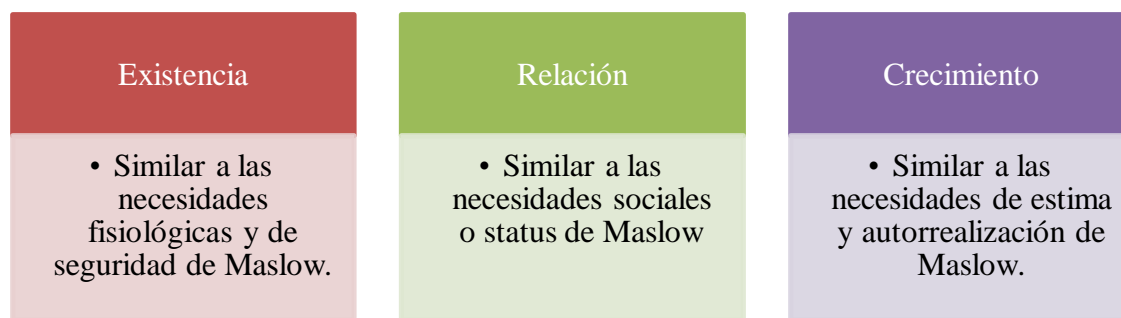 Existencia
• Similar a las
necesidades
fisiológicas y de
seguridad de Maslow.
Relación
• Similar a las
necesidades sociales
o status de Maslow
Crecimiento
• Similar a las
necesidades de estima
y autorrealización de
Maslow.